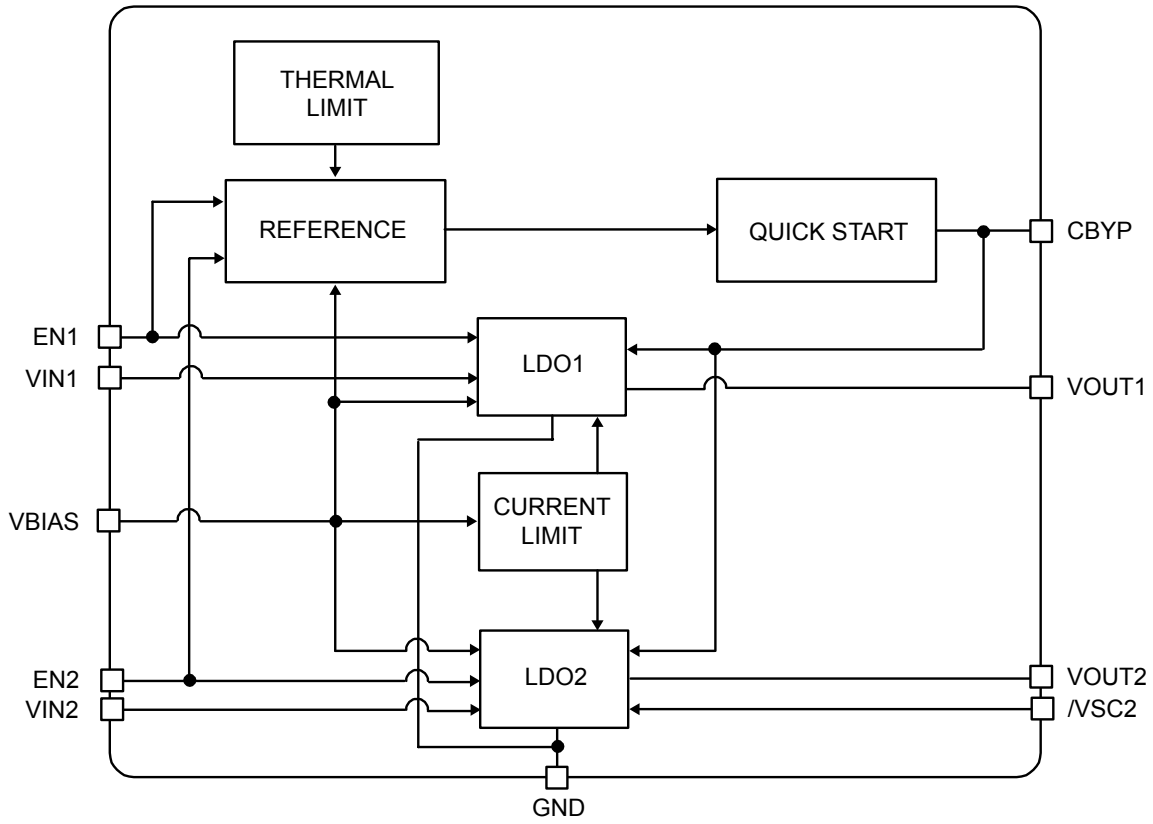 THERMAL
LIMIT
REFERENCE
QUICK START
CBYP
EN1
LDO1
VIN1
VOUT1
VBIAS
CURRENT
LIMIT
EN2
LDO2
VOUT2
VIN2
/VSC2
GND